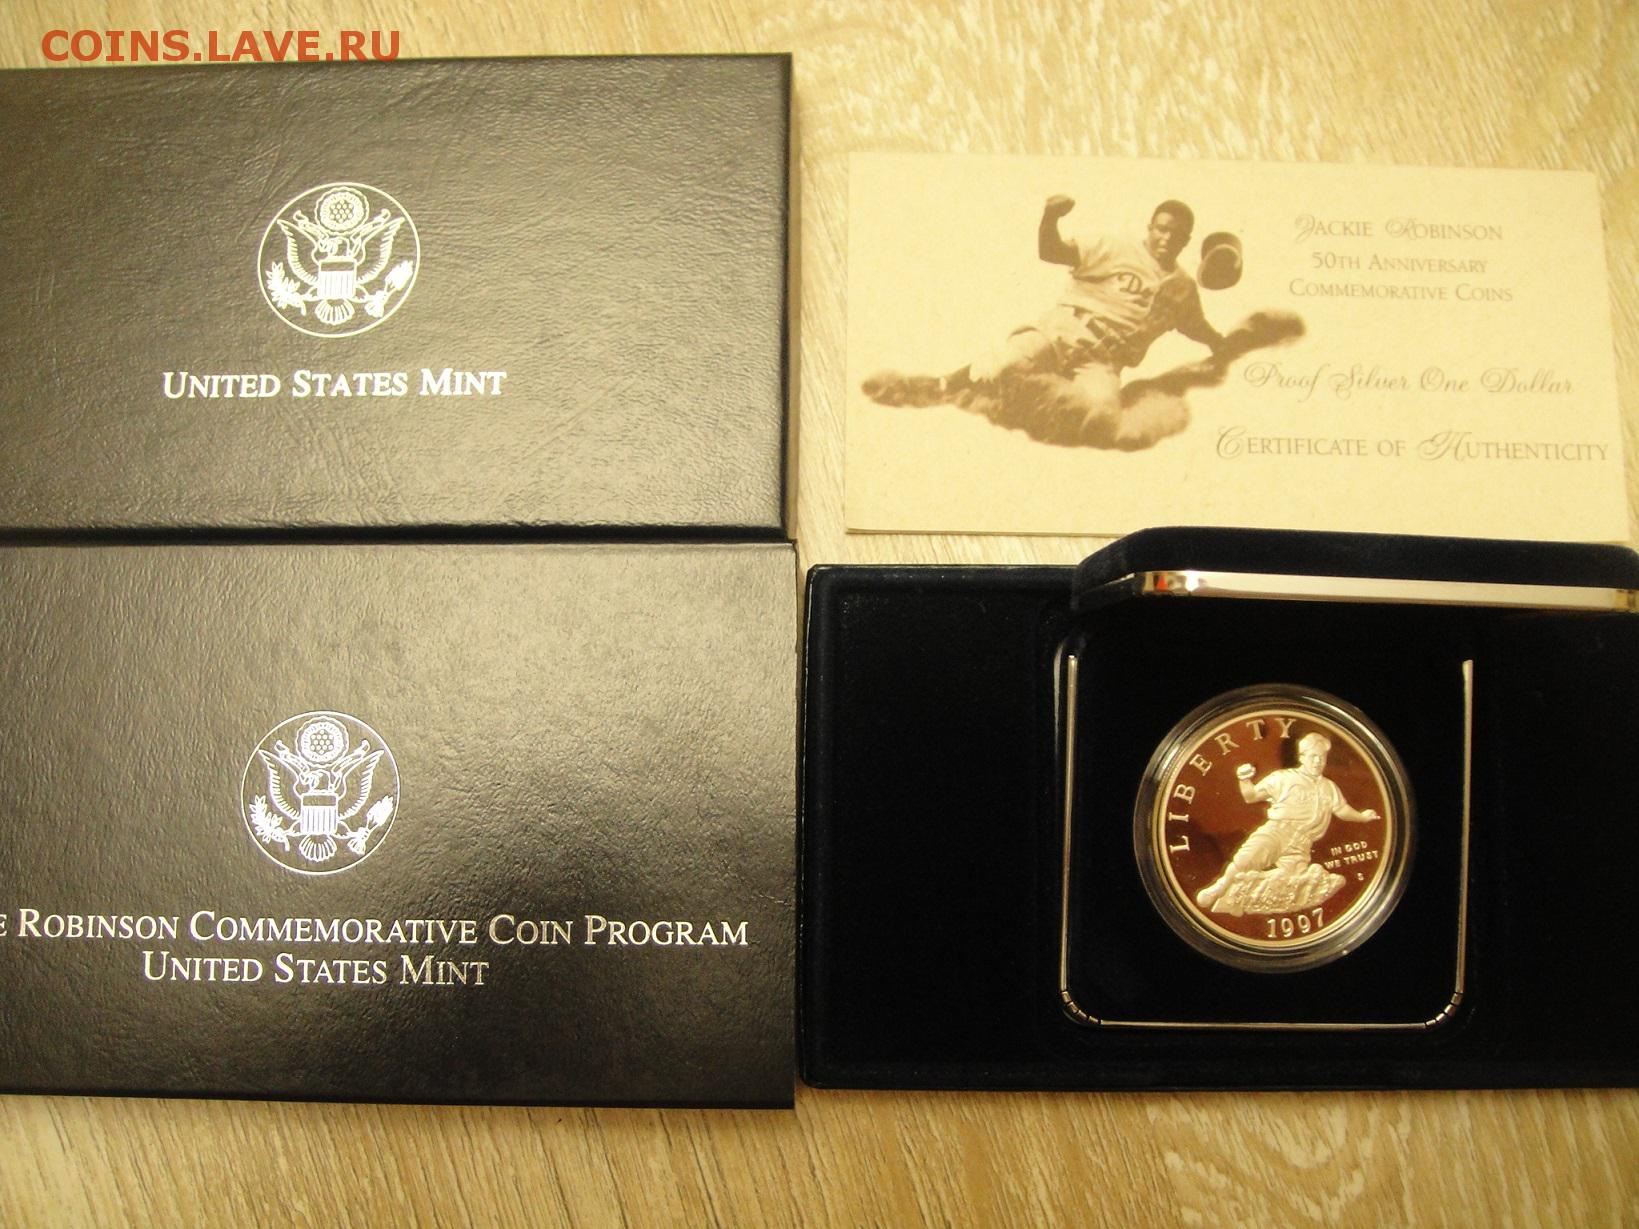 COINS.LAVE.RU
UNITED STATES MINT
JACKIE ROBINSON
50TH ANNIVERSARY
COMMEMORATIVE COINS
Proof Silver One Dollar
CERTIFICATE OF AUTHENTICITY
E ROBINSON COMMEMORATIVE COIN PROGRAM
UNITED STATES MINT
LIBERTY
IN GOD
WE TRUST
S
1997